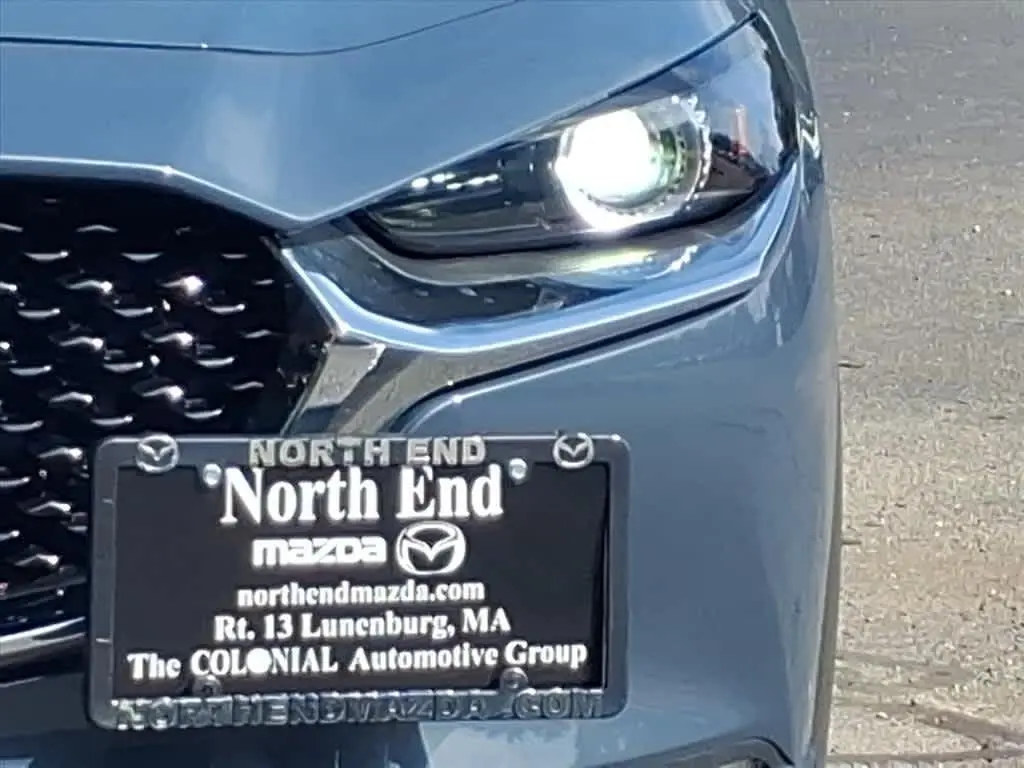 NORTH END
North End
mazda
northendmazda.com
Rt. 13 Lunenburg, MA
The COLONIAL Automotive Group
NORTHENDMAZDA.COM